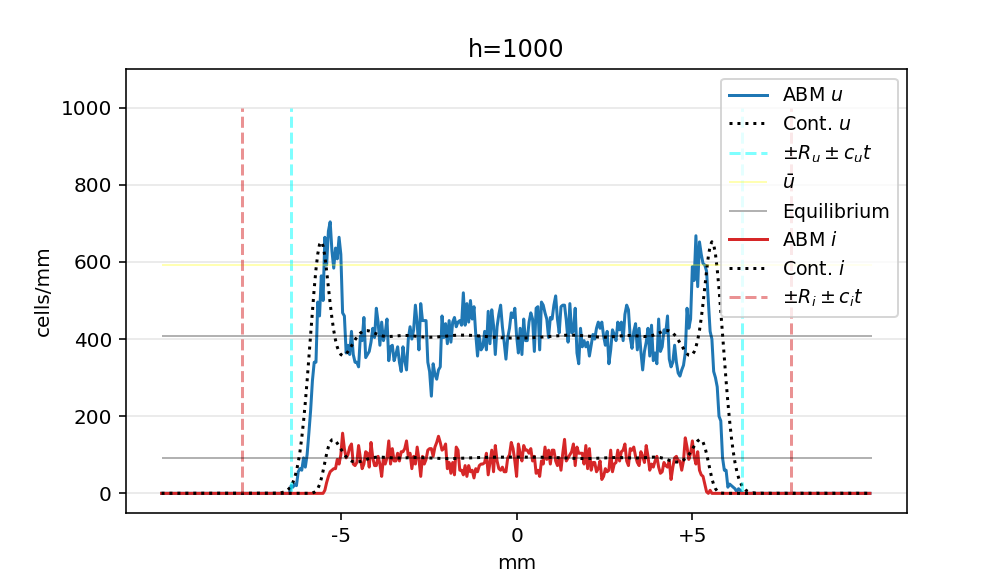 h=1000
cells/mm
1000
800
600
400
200
0
-5
0
+5
mm
ABM u
Cont. u
±R_u ± c_u t
ū
Equilibrium
ABM i
Cont. i
±R_i ± c_i t